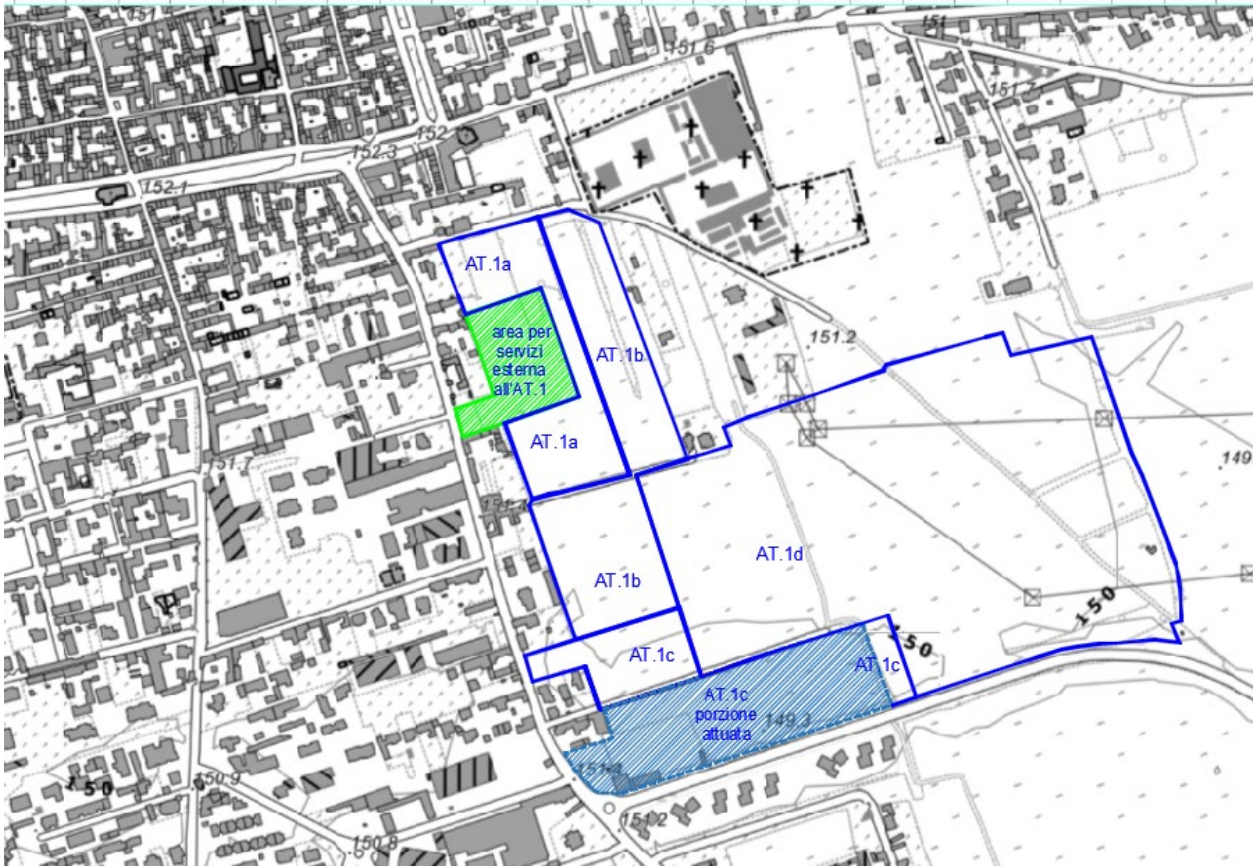 151
151.6
151.7
152.3
152.1
AT.1a
area per
servizi
esterna
all'AT.1
AT.1b
151.2
AT.1a
149
151.7
AT.1d
AT.1b
150
150
AT.1c
AT.1c
AT.1c
porzione
attuata
149.3
150.9
150
151.2
150.8